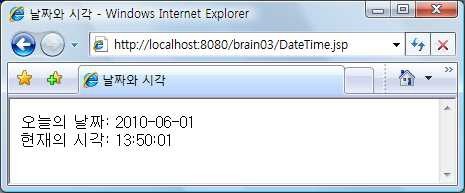 날짜와 시각 - Windows Internet Explorer
http://localhost:8080/brain03/DateTime.jsp
날짜와 시각
오늘의 날짜: 2010-06-01
현재의 시각: 13:50:01